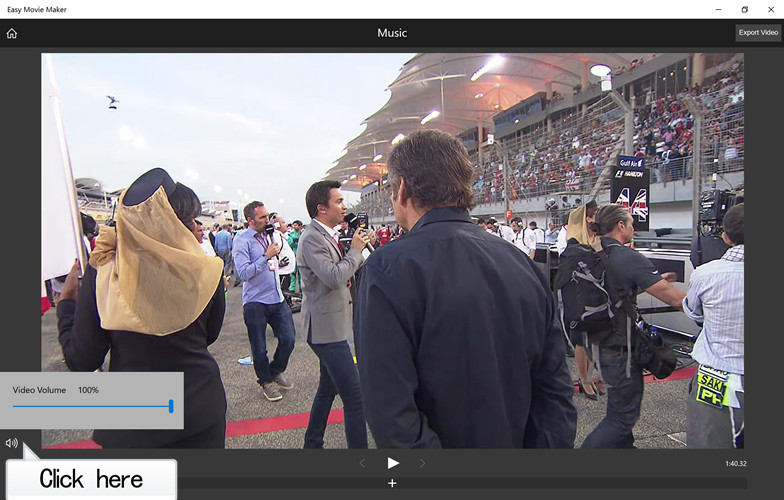 Easy Movie Maker
Music
Export Video
Gulf Air
F1 HAMILTON
44
SAKI
PH
Video Volume 100%
Click here
1:40.32